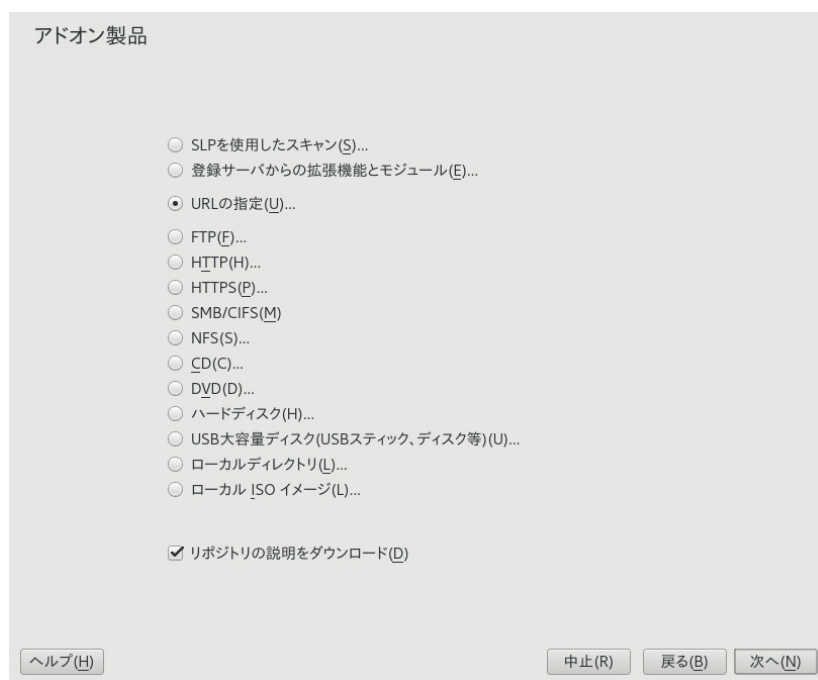 アドオン製品
SLPを使用したスキャン(S)...
登録サーバからの拡張機能とモジュール(E)...
URLの指定(U)...
FTP(F)...
HTTP(H)...
HTTPS(P)...
SMB/CIFS(M)
NFS(S)...
CD(C)...
DVD(D)...
ハードディスク(H)...
USB大容量ディスク(USBスティック、ディスク等)(U)...
ローカルディレクトリ(L)...
ローカル ISO イメージ(L)...
リポジトリの説明をダウンロード(D)
ヘルプ(H) 中止(R) 戻る(B) 次へ(N)